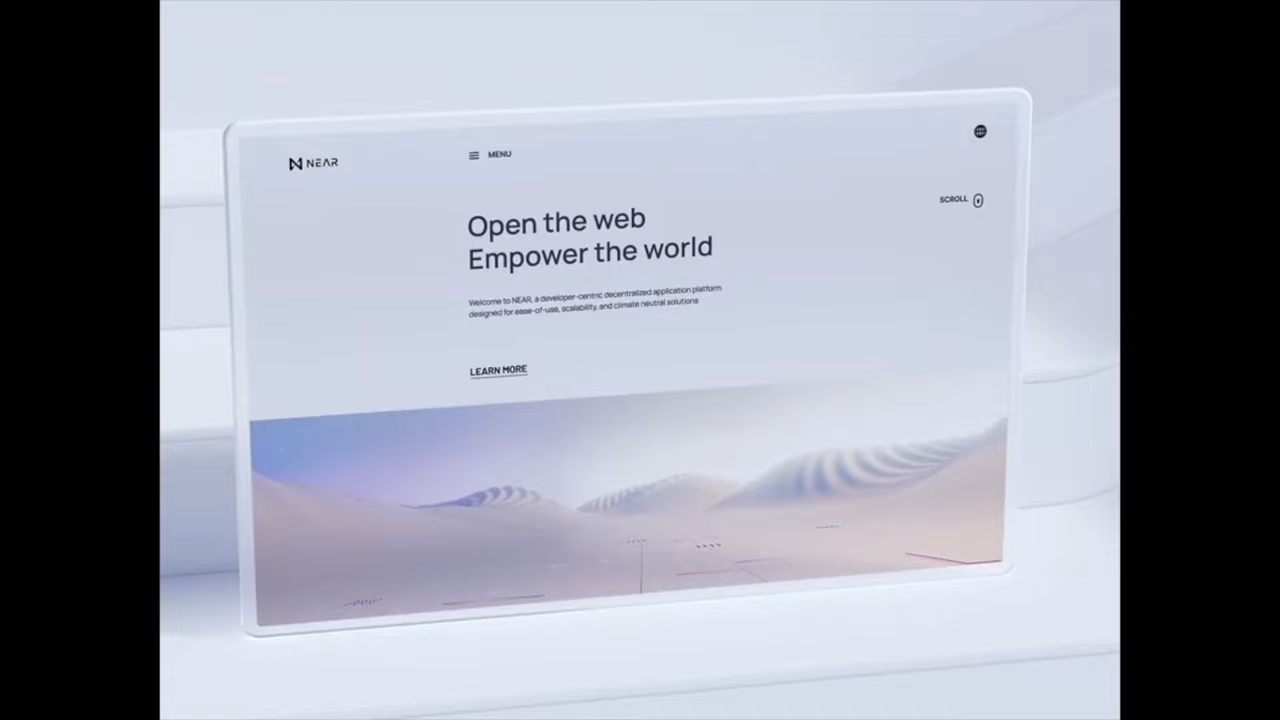 NEAR
MENU
SCROLL
Open the web
Empower the world
Welcome to NEAR, a developer-centric decentralized application platform
designed for ease-of-use, scalability, and climate neutral solutions
LEARN MORE